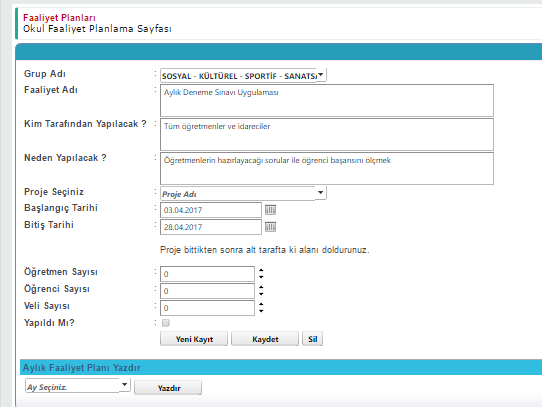 Faaliyet Planları
Okul Faaliyet Planlama Sayfası
Grup Adı : SOSYAL - KÜLTÜREL - SPORTİF - SANATSA
Faaliyet Adı : Aylık Deneme Sınavı Uygulaması
Kim Tarafından Yapılacak ? : Tüm öğretmenler ve idareciler
Neden Yapılacak ? : Öğretmenlerin hazırlayacağı sorular ile öğrenci başarısını ölçmek
Proje Seçiniz : Proje Adı
Başlangıç Tarihi : 03.04.2017
Bitiş Tarihi : 28.04.2017
Proje bittikten sonra alt tarafta ki alanı doldurunuz.
Öğretmen Sayısı : 0
Öğrenci Sayısı : 0
Veli Sayısı : 0
Yapıldı Mı? :
Yeni Kayıt Kaydet Sil
Aylık Faaliyet Planı Yazdır
Ay Seçiniz. Yazdır